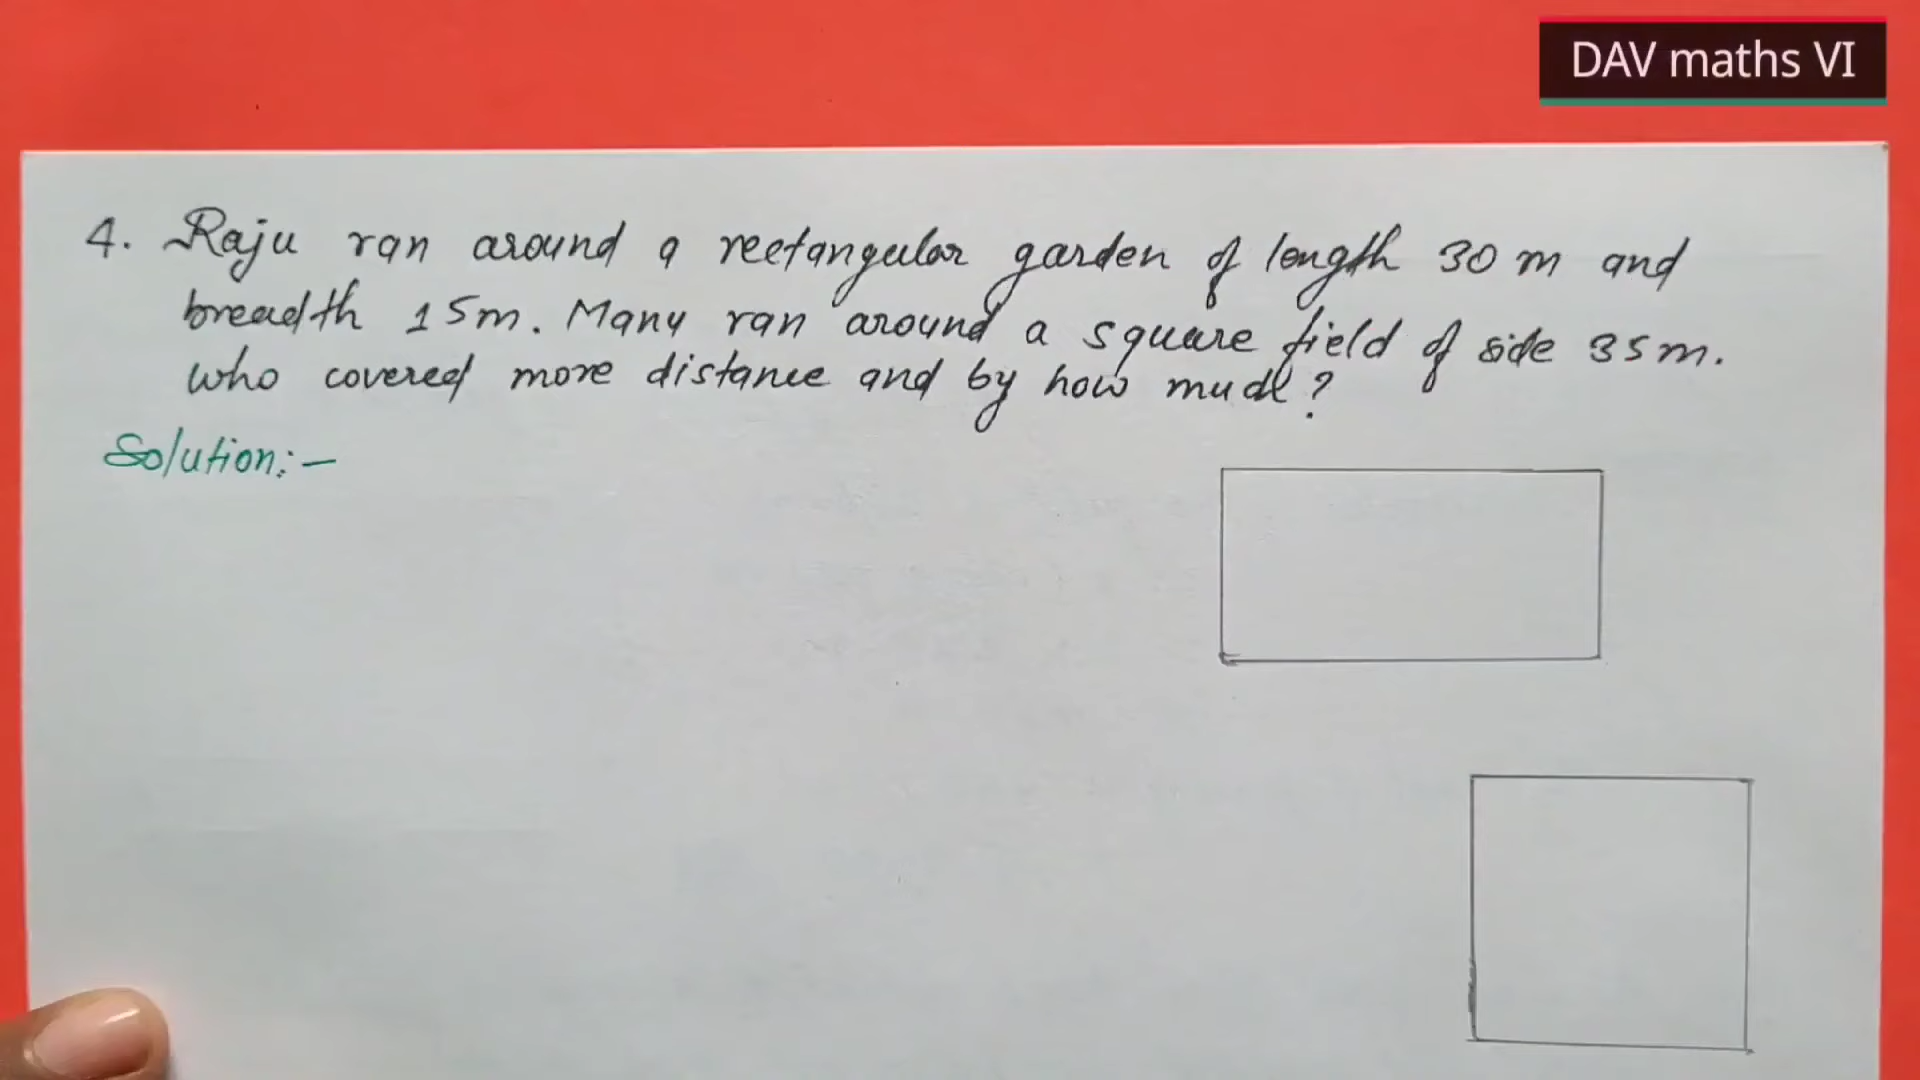 DAV maths VI
4. Raju ran around a rectangular garden of length 30 m and
breadth 15m. Many ran around a square field of side 35m.
who covered more distance and by how much?
Solution:-